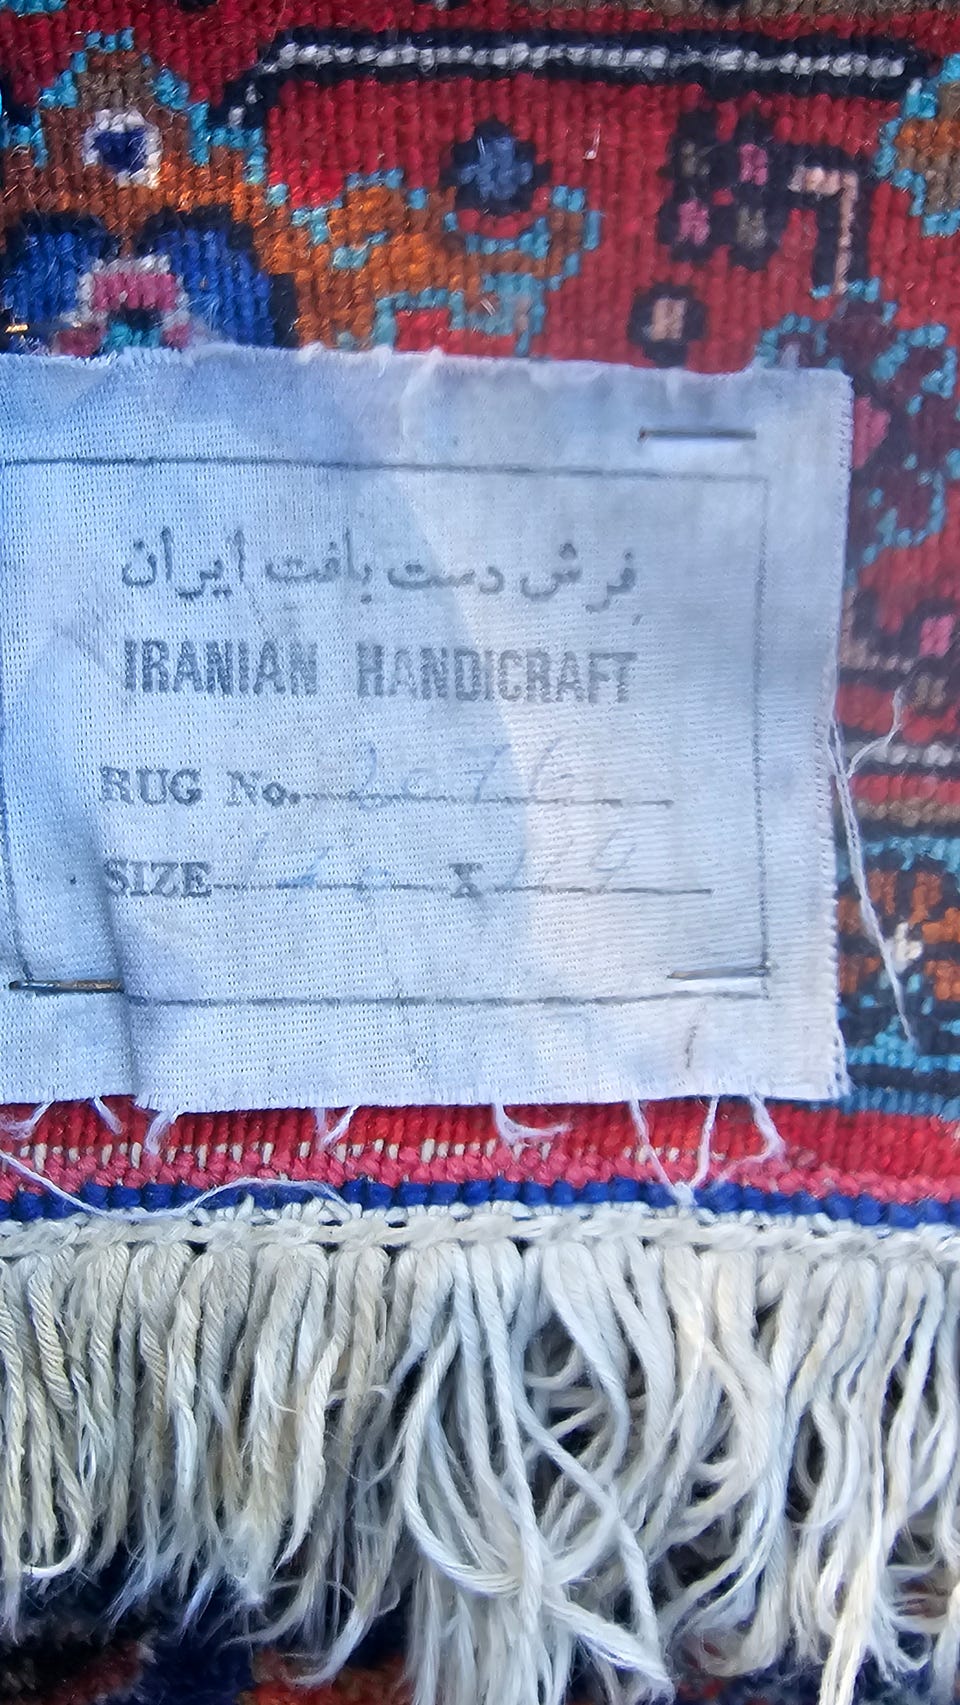 فرش دست بافت ایران
IRANIAN HANDICRAFT
RUG No.
SIZE X